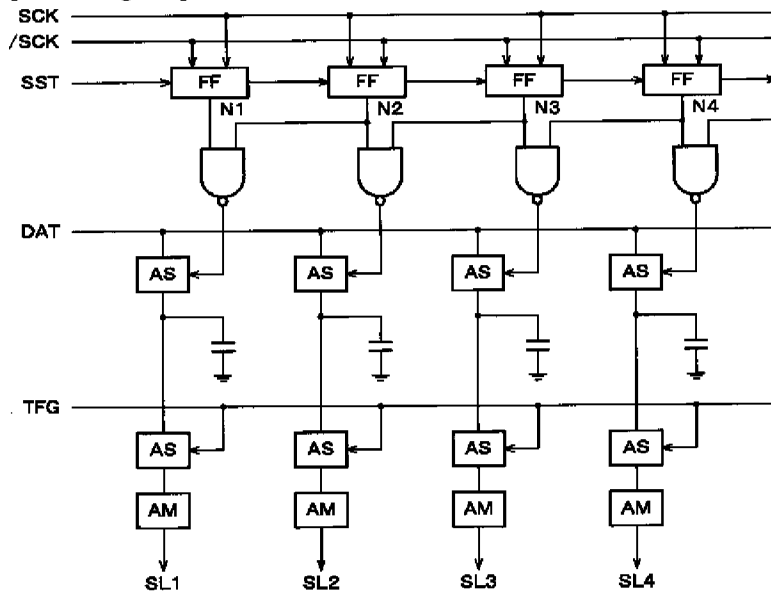 SCK
/SCK
SST FF FF FF FF
N1 N2 N3 N4
DAT
AS AS AS AS
TFG
AS AS AS AS
AM AM AM AM
SL1 SL2 SL3 SL4